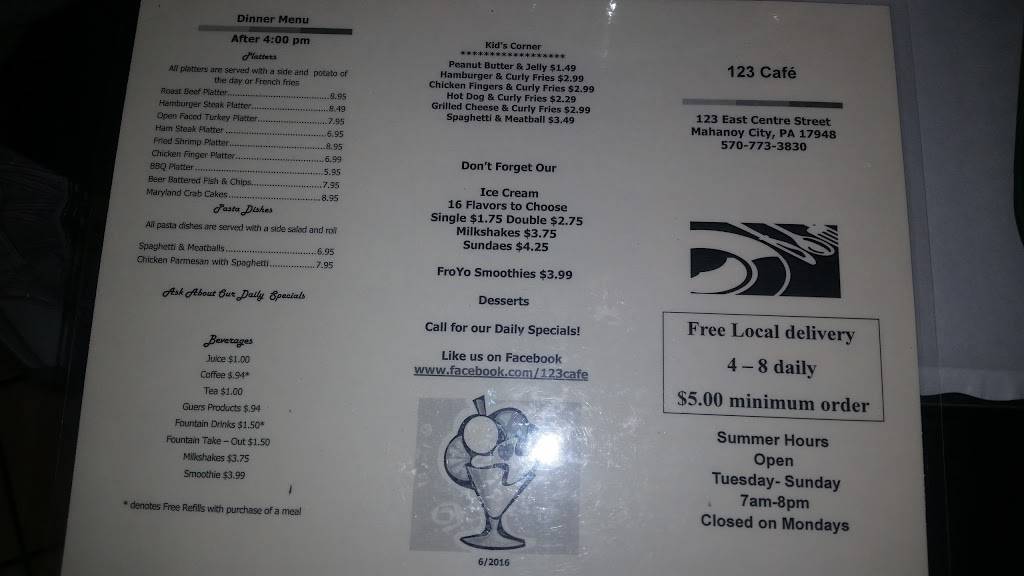 Dinner Menu
After 4:00 pm
Platters
All platters are served with a side and potato of
the day or French fries
Roast Beef Platter..............................8.95
Hamburger Steak Platter.......................8.49
Open Faced Turkey Platter.....................7.95
Ham Steak Platter..............................6.95
Fried Shrimp Platter............................8.95
Chicken Finger Platter..........................6.99
BBQ Platter......................................5.95
Beer Battered Fish & Chips.....................7.95
Maryland Crab Cakes...........................8.95
Pasta Dishes
All pasta dishes are served with a side salad and roll
Spaghetti & Meatballs..........................6.95
Chicken Parmesan with Spaghetti................7.95
Ask About Our Daily Specials
Beverages
Juice $1.00
Coffee $.94*
Tea $1.00
Guers Products $.94
Fountain Drinks $1.50*
Fountain Take – Out $1.50
Milkshakes $3.75
Smoothie $3.99
* denotes Free Refills with purchase of a meal
Kid's Corner
******************
Peanut Butter & Jelly $1.49
Hamburger & Curly Fries $2.99
Chicken Fingers & Curly Fries $2.99
Hot Dog & Curly Fries $2.29
Grilled Cheese & Curly Fries $2.99
Spaghetti & Meatball $3.49
Don't Forget Our
Ice Cream
16 Flavors to Choose
Single $1.75 Double $2.75
Milkshakes $3.75
Sundaes $4.25
FroYo Smoothies $3.99
Desserts
Call for our Daily Specials!
Like us on Facebook
www.facebook.com/123cafe
6/2016
123 Café
123 East Centre Street
Mahanoy City, PA 17948
570-773-3830
Free Local delivery
4 – 8 daily
$5.00 minimum order
Summer Hours
Open
Tuesday- Sunday
7am-8pm
Closed on Mondays